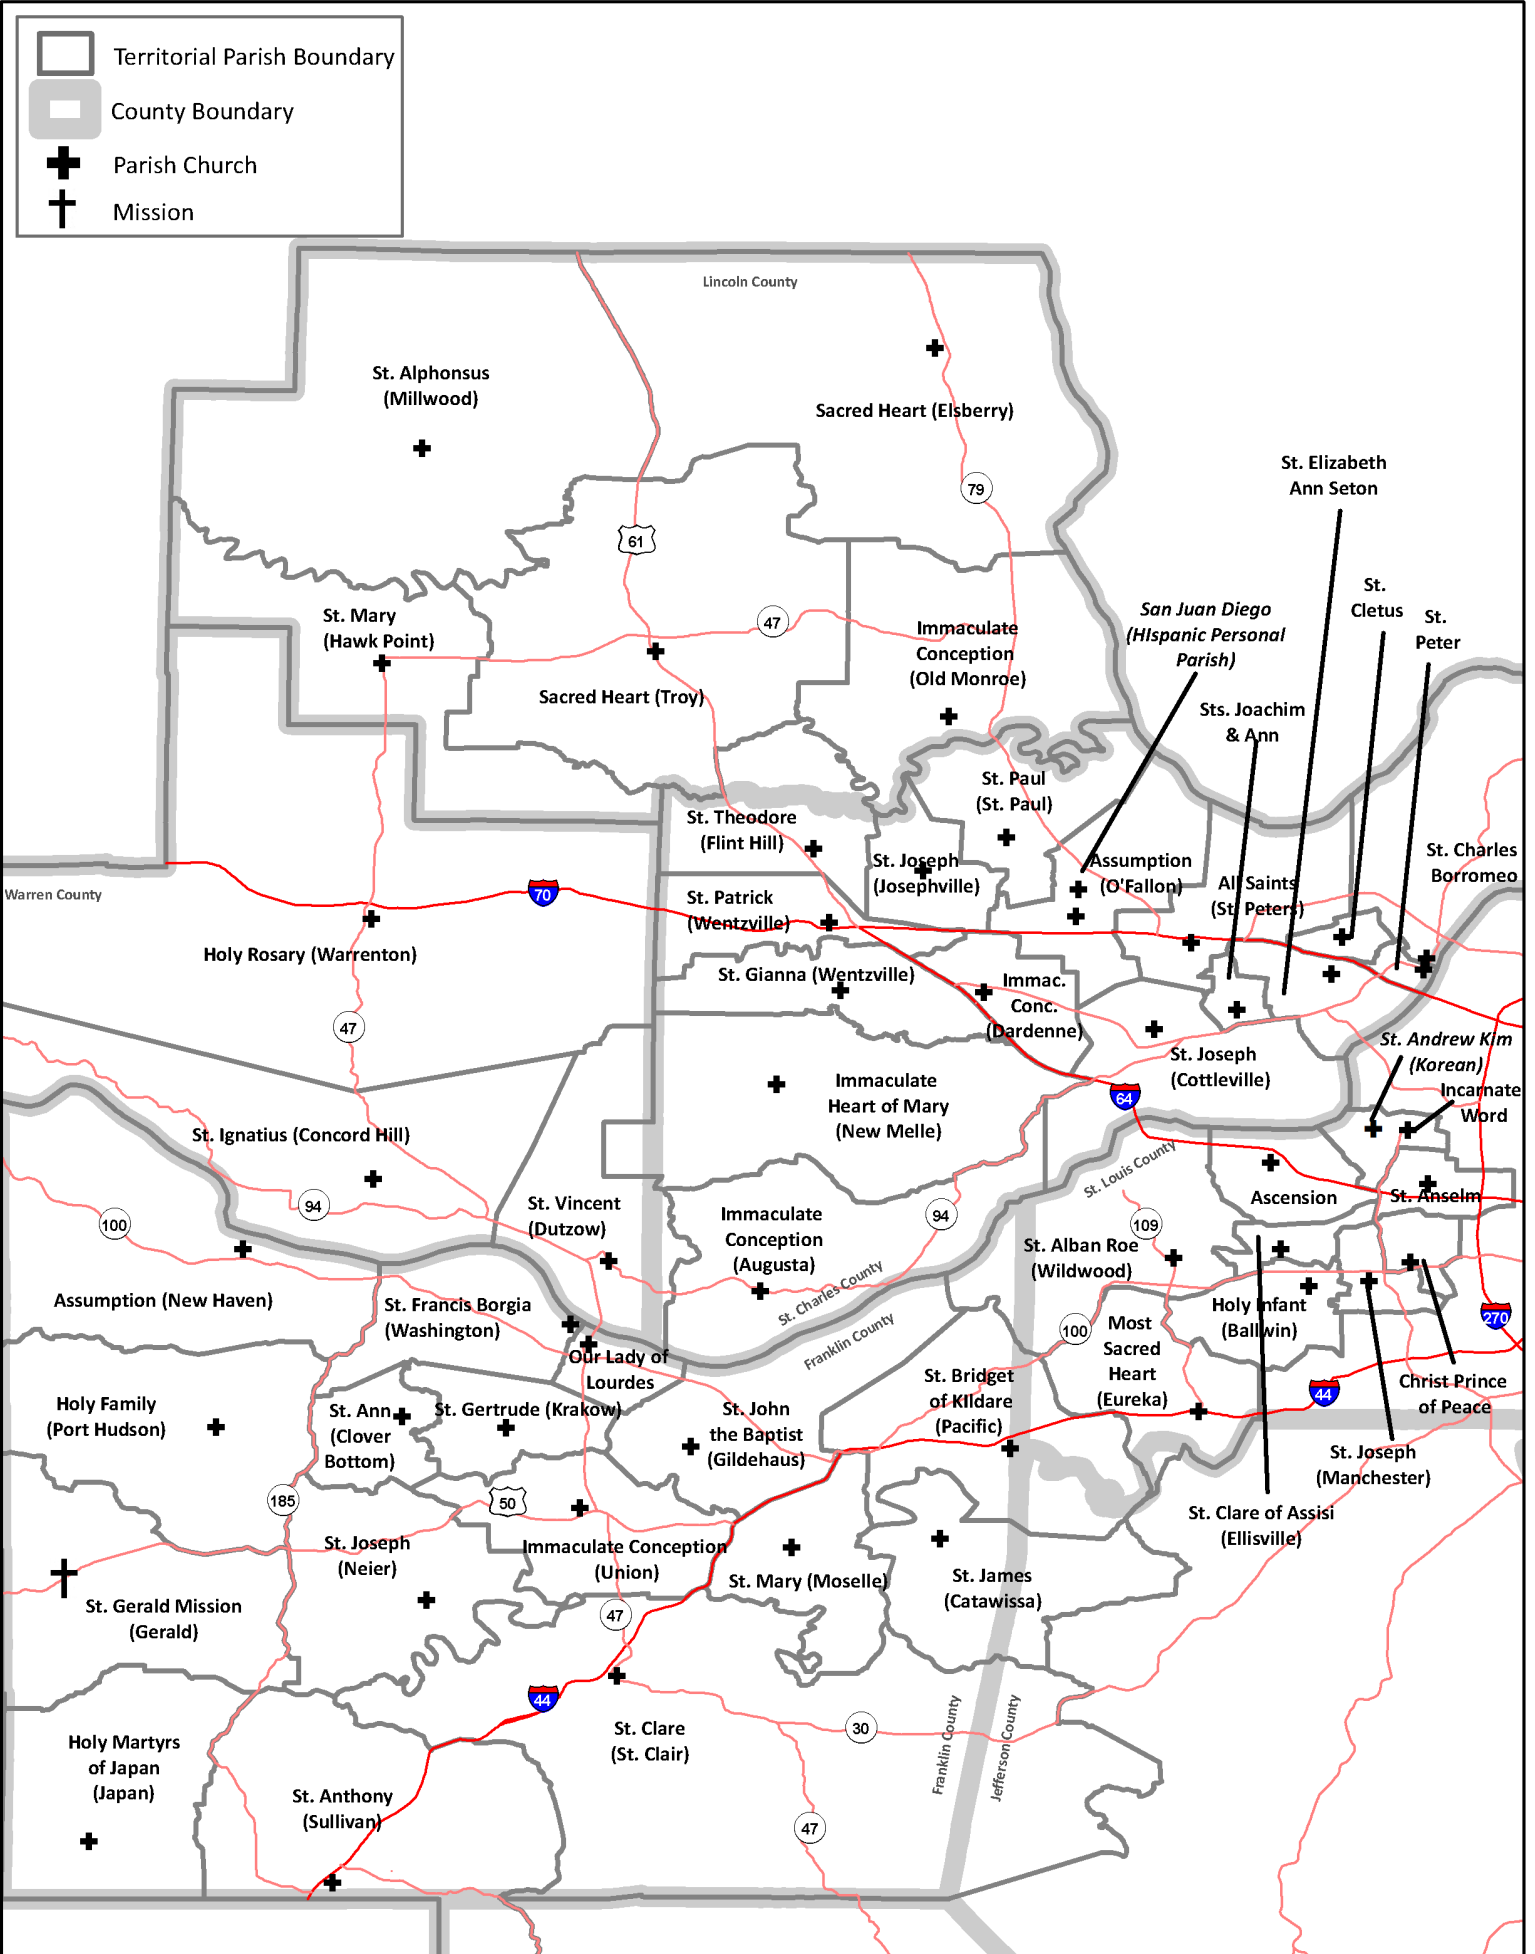 Territorial Parish Boundary
County Boundary
Parish Church
Mission
Lincoln County
St. Alphonsus
(Millwood)
Sacred Heart (Elsberry)
St. Elizabeth
Ann Seton
79
61
St.
Cletus
San Juan Diego
(HIspanic Personal
Parish)
St.
Peter
St. Mary
(Hawk Point)
47
Immaculate
Conception
(Old Monroe)
Sacred Heart (Troy)
Sts. Joachim
& Ann
St. Paul
(St. Paul)
St. Theodore
(Flint Hill)
St. Joseph
(Josephville)
Assumption
(O'Fallon)
St. Charles
Borromeo
All Saints
(St. Peters)
Warren County
70
St. Patrick
(Wentzville)
Holy Rosary (Warrenton)
St. Gianna (Wentzville)
Immac.
Conc.
(Dardenne)
47
St. Andrew Kim
(Korean)
St. Joseph
(Cottleville)
64
Incarnate
Word
Immaculate
Heart of Mary
(New Melle)
St. Ignatius (Concord Hill)
St. Louis County
Ascension
St. Anselm
94
100
St. Vincent
(Dutzow)
Immaculate
Conception
(Augusta)
94
109
St. Alban Roe
(Wildwood)
St. Charles County
Franklin County
Assumption (New Haven)
St. Francis Borgia
(Washington)
Our Lady of
Lourdes
100
Most
Sacred
Heart
(Eureka)
Holy Infant
(Ballwin)
270
44
Christ Prince
of Peace
Holy Family
(Port Hudson)
St. Ann
(Clover
Bottom)
St. Gertrude (Krakow)
St. John
the Baptist
(Gildehaus)
St. Bridget
of KIldare
(Pacific)
St. Joseph
(Manchester)
185
50
St. Clare of Assisi
(Ellisville)
St. Joseph
(Neier)
Immaculate Conception
(Union)
St. Mary (Moselle)
St. James
(Catawissa)
St. Gerald Mission
(Gerald)
47
44
St. Clare
(St. Clair)
30
Franklin County
Jefferson County
Holy Martyrs
of Japan
(Japan)
St. Anthony
(Sullivan)
47